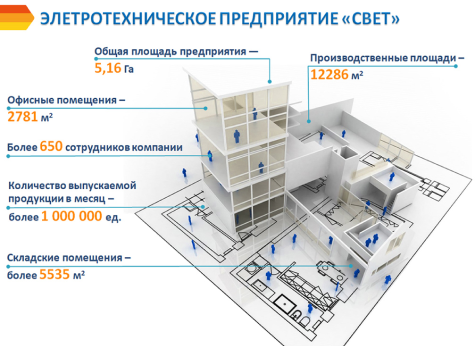 ЭЛЕТРОТЕХНИЧЕСКОЕ ПРЕДПРИЯТИЕ «СВЕТ»
Общая площадь предприятия —
5,16 Га
Производственные площади –
12286 м²
Офисные помещения –
2781 м²
Более 650 сотрудников компании
Количество выпускаемой
продукции в месяц –
более 1 000 000 ед.
Складские помещения –
более 5535 м²